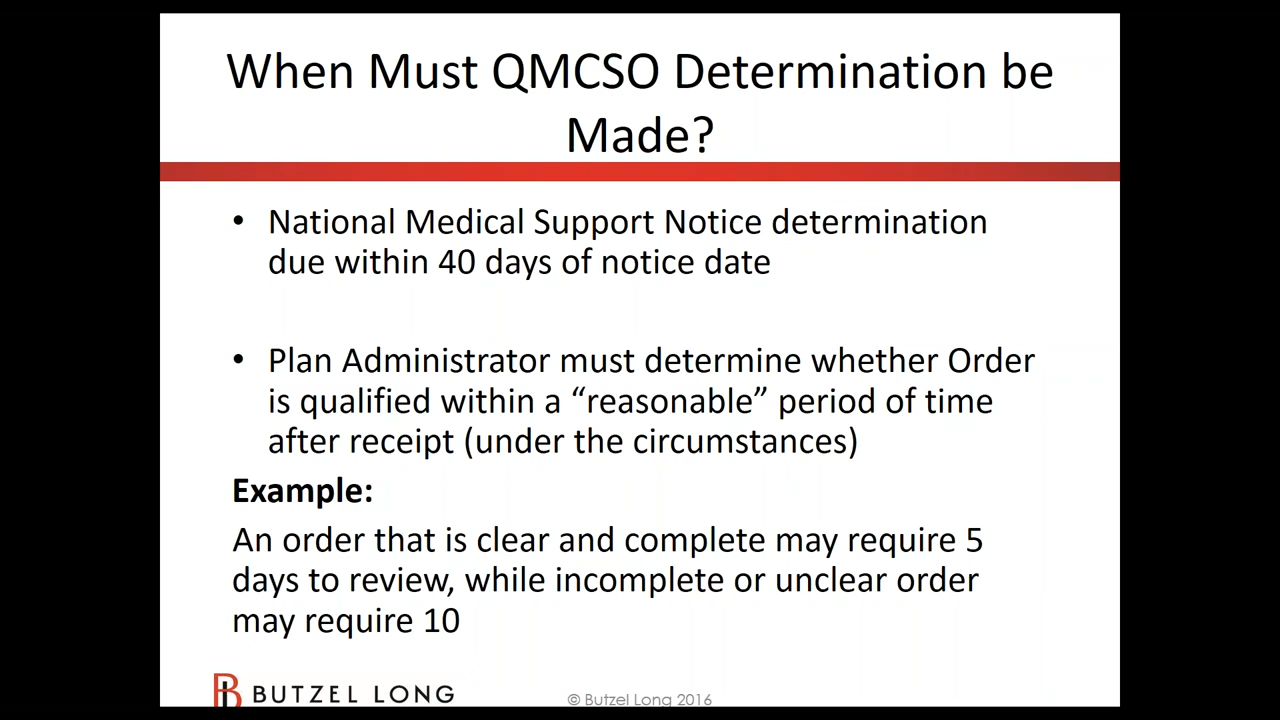 When Must QMCSO Determination be
Made?
• National Medical Support Notice determination
due within 40 days of notice date
• Plan Administrator must determine whether Order
is qualified within a “reasonable” period of time
after receipt (under the circumstances)
Example:
An order that is clear and complete may require 5
days to review, while incomplete or unclear order
may require 10
BUTZEL LONG
© Butzel Long 2016